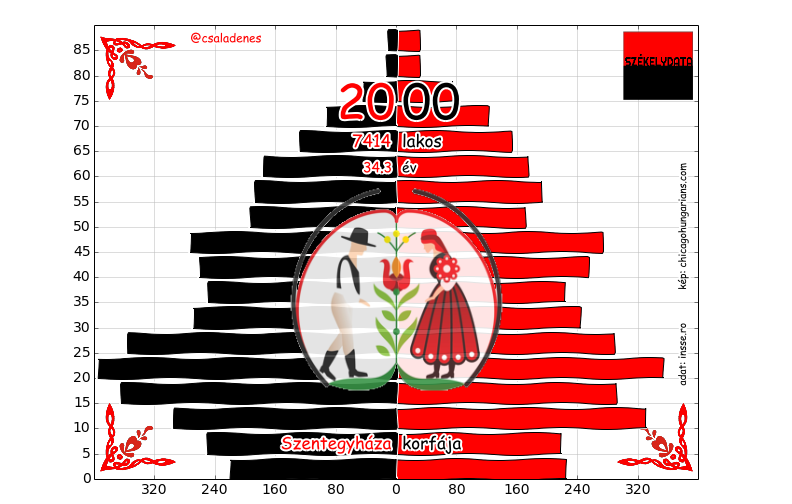 @csaladenes
SZÉKELYDATA
2000
7414 lakos
34.3 év
Szentegyháza korfája
kép: chicagohungarians.com
adat: insse.ro
85
80
75
70
65
60
55
50
45
40
35
30
25
20
15
10
5
0
320 240 160 80 0 80 160 240 320